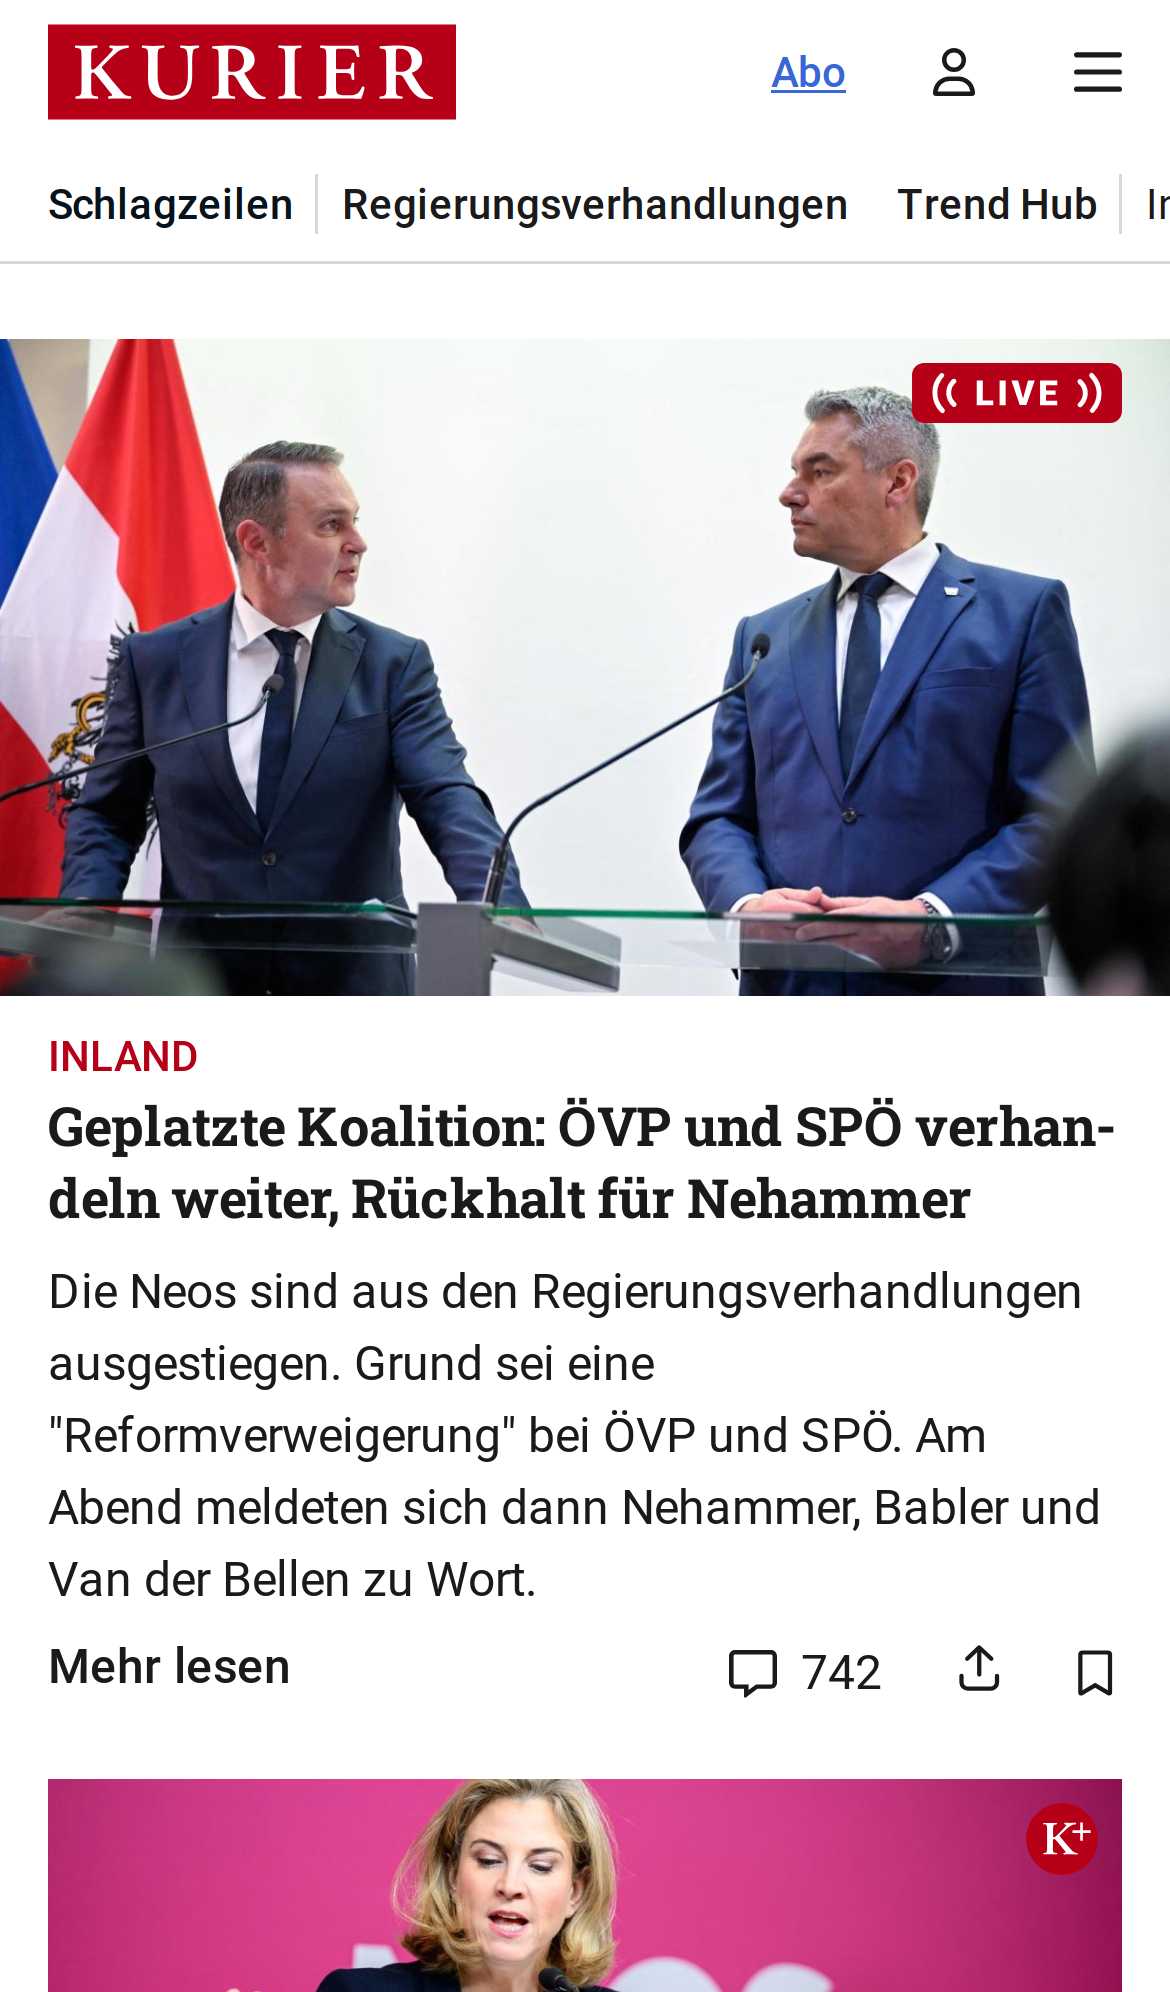 KURIER
Abo
Schlagzeilen
Regierungsverhandlungen
Trend Hub
LIVE
INLAND
Geplatzte Koalition: ÖVP und SPÖ verhan-
deln weiter, Rückhalt für Nehammer
Die Neos sind aus den Regierungsverhandlungen
ausgestiegen. Grund sei eine
"Reformverweigerung" bei ÖVP und SPÖ. Am
Abend meldeten sich dann Nehammer, Babler und
Van der Bellen zu Wort.
Mehr lesen
742
K+